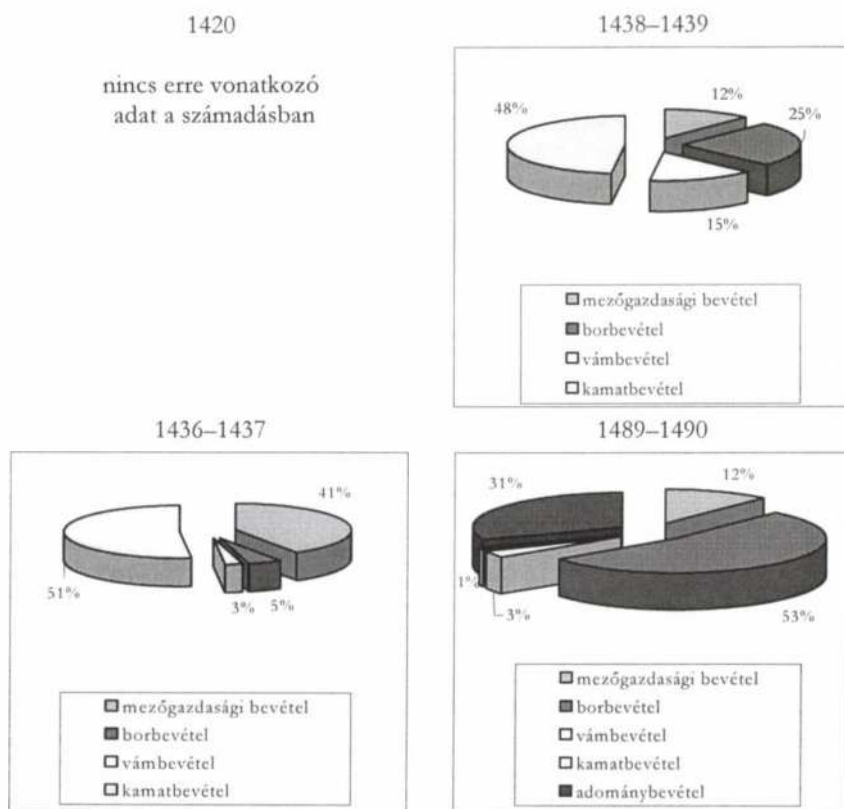 1420
nincs erre vonatkozó
adat a számadásban
1438–1439
48%
12%
25%
15%
mezőgazdasági bevétel
borbevétel
vámbevétel
kamatbevétel
1436–1437
41%
51%
3%
5%
mezőgazdasági bevétel
borbevétel
vámbevétel
kamatbevétel
1489–1490
31%
12%
1%
3%
53%
mezőgazdasági bevétel
borbevétel
vámbevétel
kamatbevétel
adománybevétel